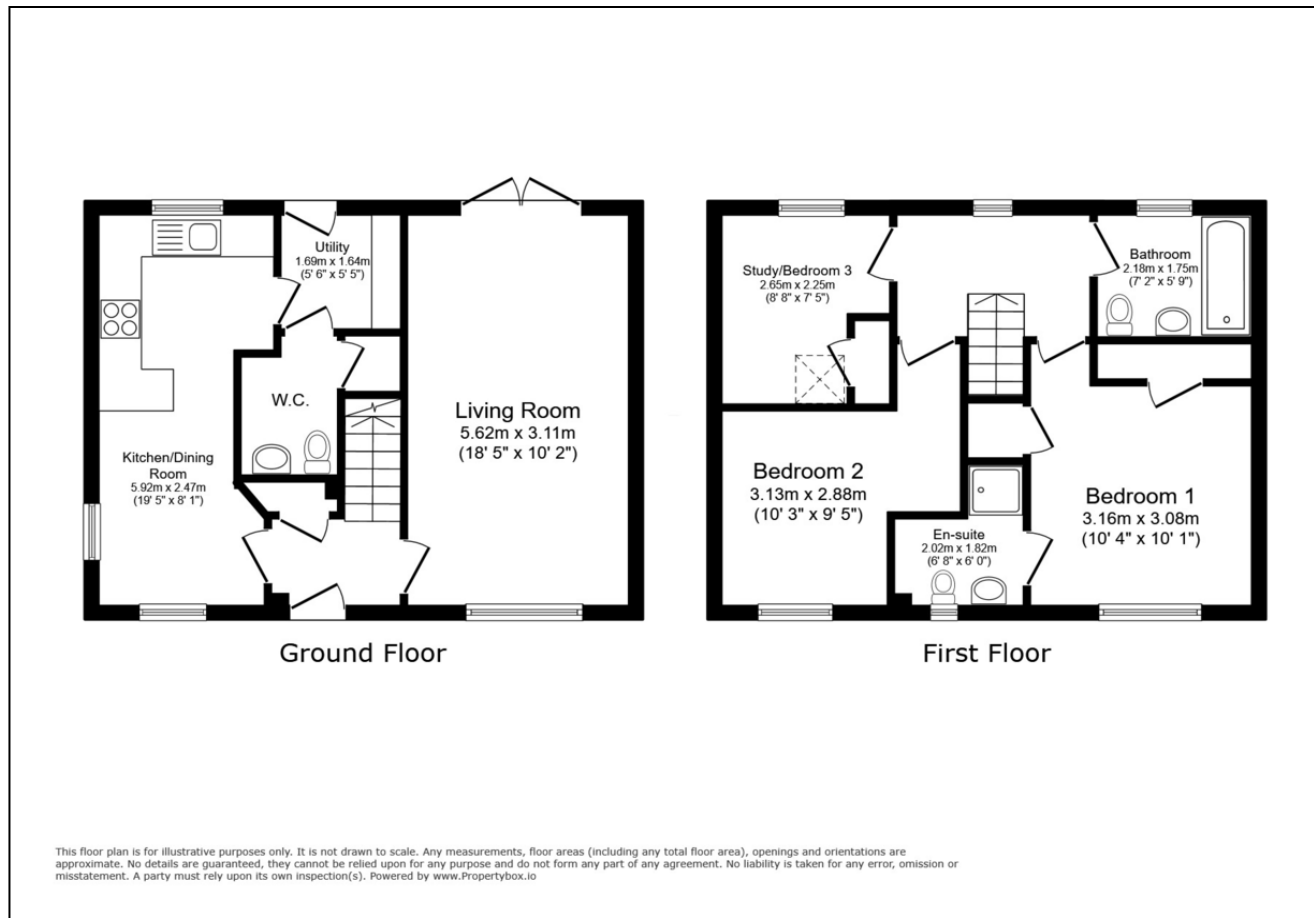 Utility
1.69m x 1.64m
(5' 6" x 5' 5")
W.C.
Living Room
5.62m x 3.11m
(18' 5" x 10' 2")
Kitchen/Dining
Room
5.92m x 2.47m
(19' 5" x 8' 1")
Ground Floor
Study/Bedroom 3
2.65m x 2.25m
(8' 8" x 7' 5")
Bathroom
2.18m x 1.75m
(7' 2" x 5' 9")
Bedroom 2
3.13m x 2.88m
(10' 3" x 9' 5")
Bedroom 1
3.16m x 3.08m
(10' 4" x 10' 1")
En-suite
2.02m x 1.82m
(6' 8" x 6' 0")
First Floor
This floor plan is for illustrative purposes only. It is not drawn to scale. Any measurements, floor areas (including any total floor area), openings and orientations are
approximate. No details are guaranteed, they cannot be relied upon for any purpose and do not form any part of any agreement. No liability is taken for any error, omission or
misstatement. A party must rely upon its own inspection(s). Powered by www.Propertybox.io